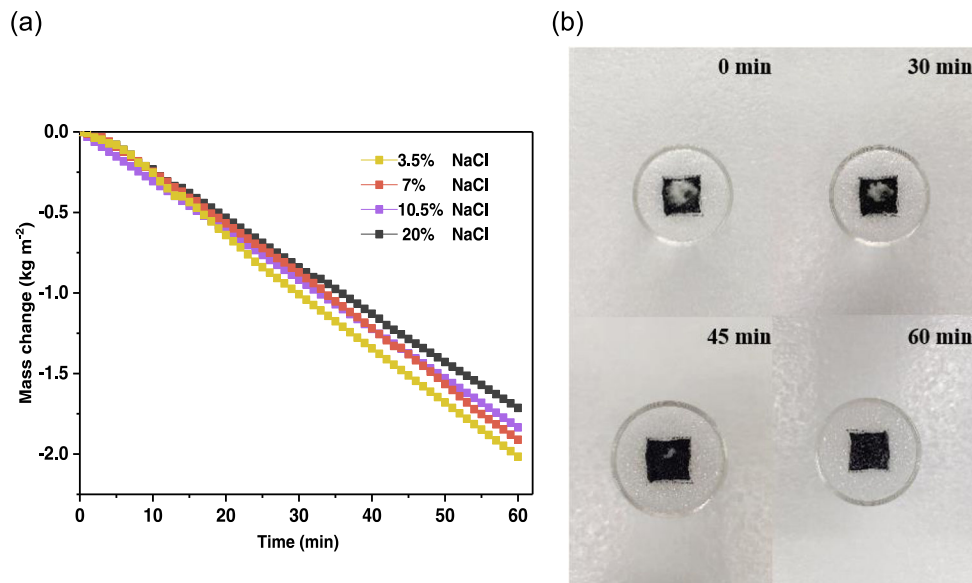 (a)
(b)
0 min
30 min
45 min
60 min
0.0
-0.5
-1.0
-1.5
-2.0
Mass change (kg m⁻²)
3.5% NaCl
7% NaCl
10.5% NaCl
20% NaCl
0 10 20 30 40 50 60
Time (min)